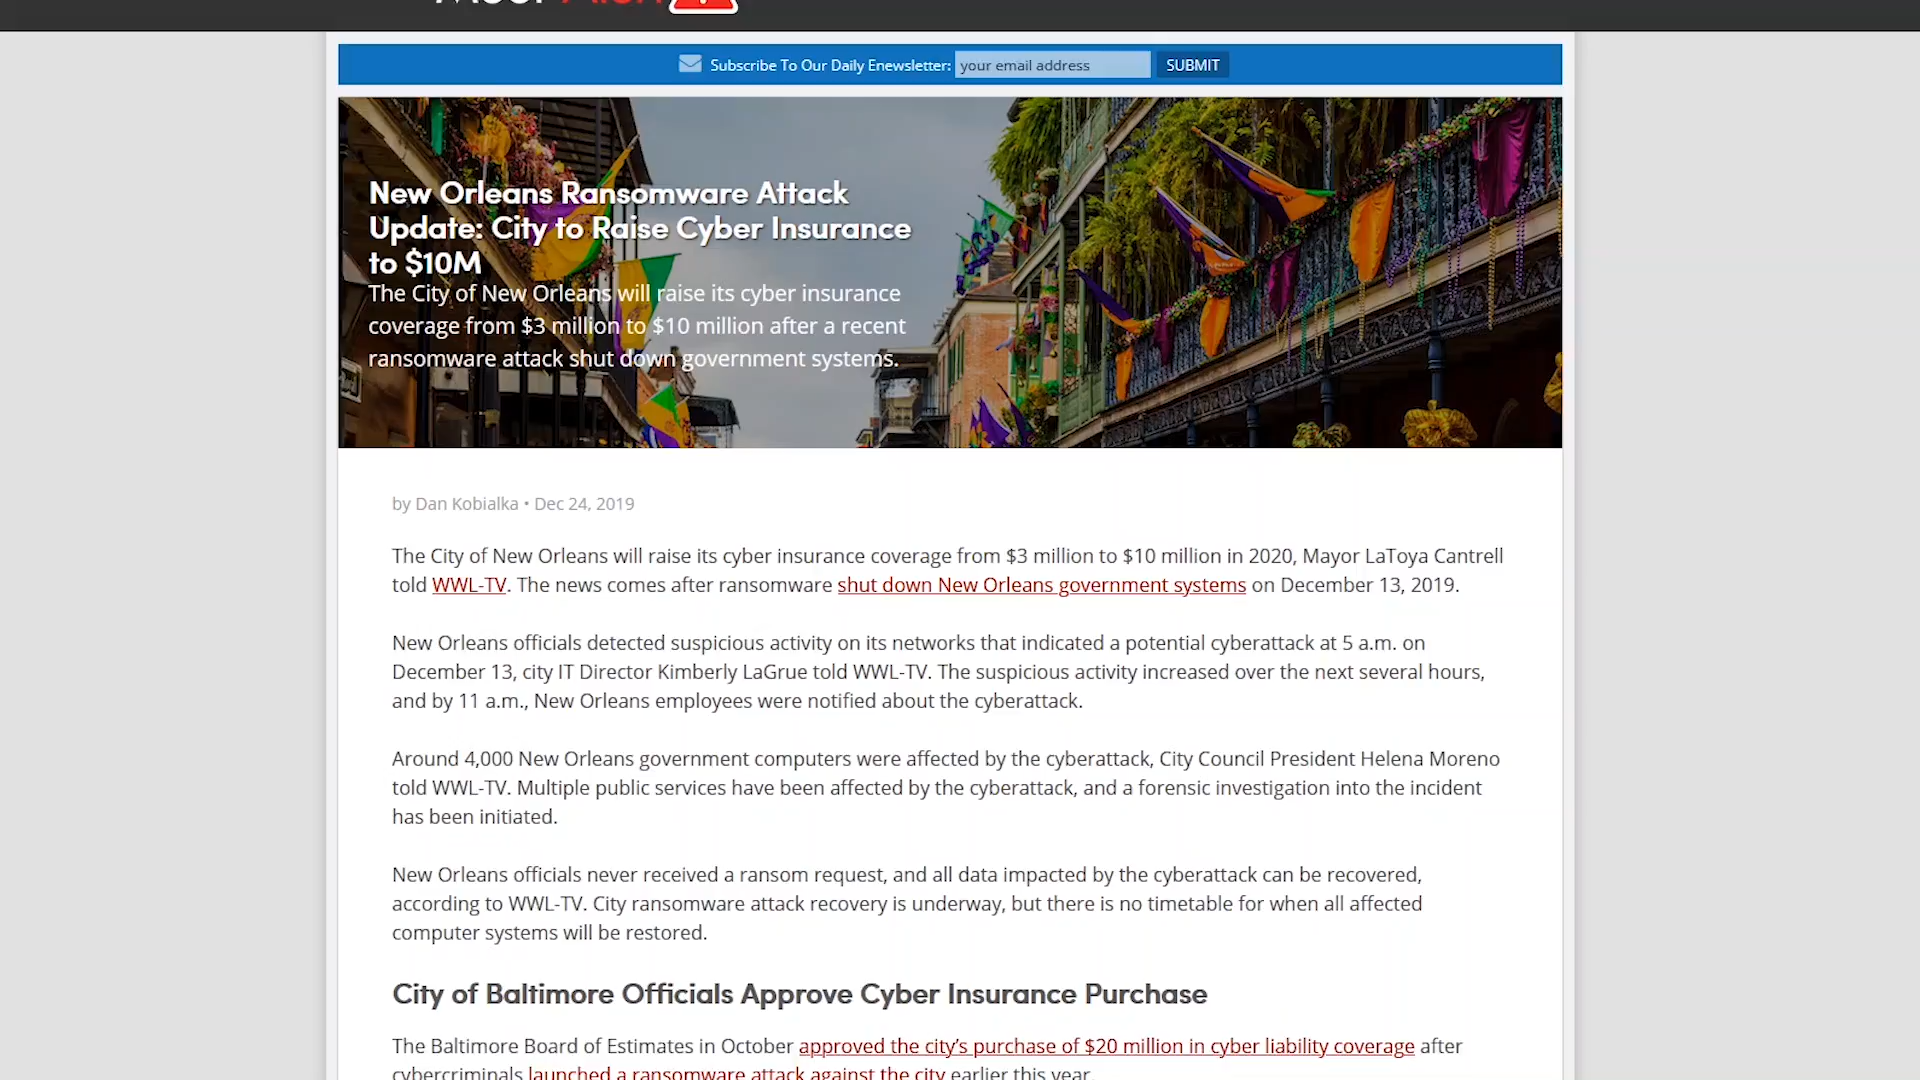 Subscribe To Our Daily Enewsletter: your email address SUBMIT
New Orleans Ransomware Attack
Update: City to Raise Cyber Insurance
to $10M
The City of New Orleans will raise its cyber insurance
coverage from $3 million to $10 million after a recent
ransomware attack shut down government systems.
by Dan Kobialka • Dec 24, 2019
The City of New Orleans will raise its cyber insurance coverage from $3 million to $10 million in 2020, Mayor LaToya Cantrell
told WWL-TV. The news comes after ransomware shut down New Orleans government systems on December 13, 2019.
New Orleans officials detected suspicious activity on its networks that indicated a potential cyberattack at 5 a.m. on
December 13, city IT Director Kimberly LaGrue told WWL-TV. The suspicious activity increased over the next several hours,
and by 11 a.m., New Orleans employees were notified about the cyberattack.
Around 4,000 New Orleans government computers were affected by the cyberattack, City Council President Helena Moreno
told WWL-TV. Multiple public services have been affected by the cyberattack, and a forensic investigation into the incident
has been initiated.
New Orleans officials never received a ransom request, and all data impacted by the cyberattack can be recovered,
according to WWL-TV. City ransomware attack recovery is underway, but there is no timetable for when all affected
computer systems will be restored.
City of Baltimore Officials Approve Cyber Insurance Purchase
The Baltimore Board of Estimates in October approved the city's purchase of $20 million in cyber liability coverage after
cybercriminals launched a ransomware attack against the city earlier this year.